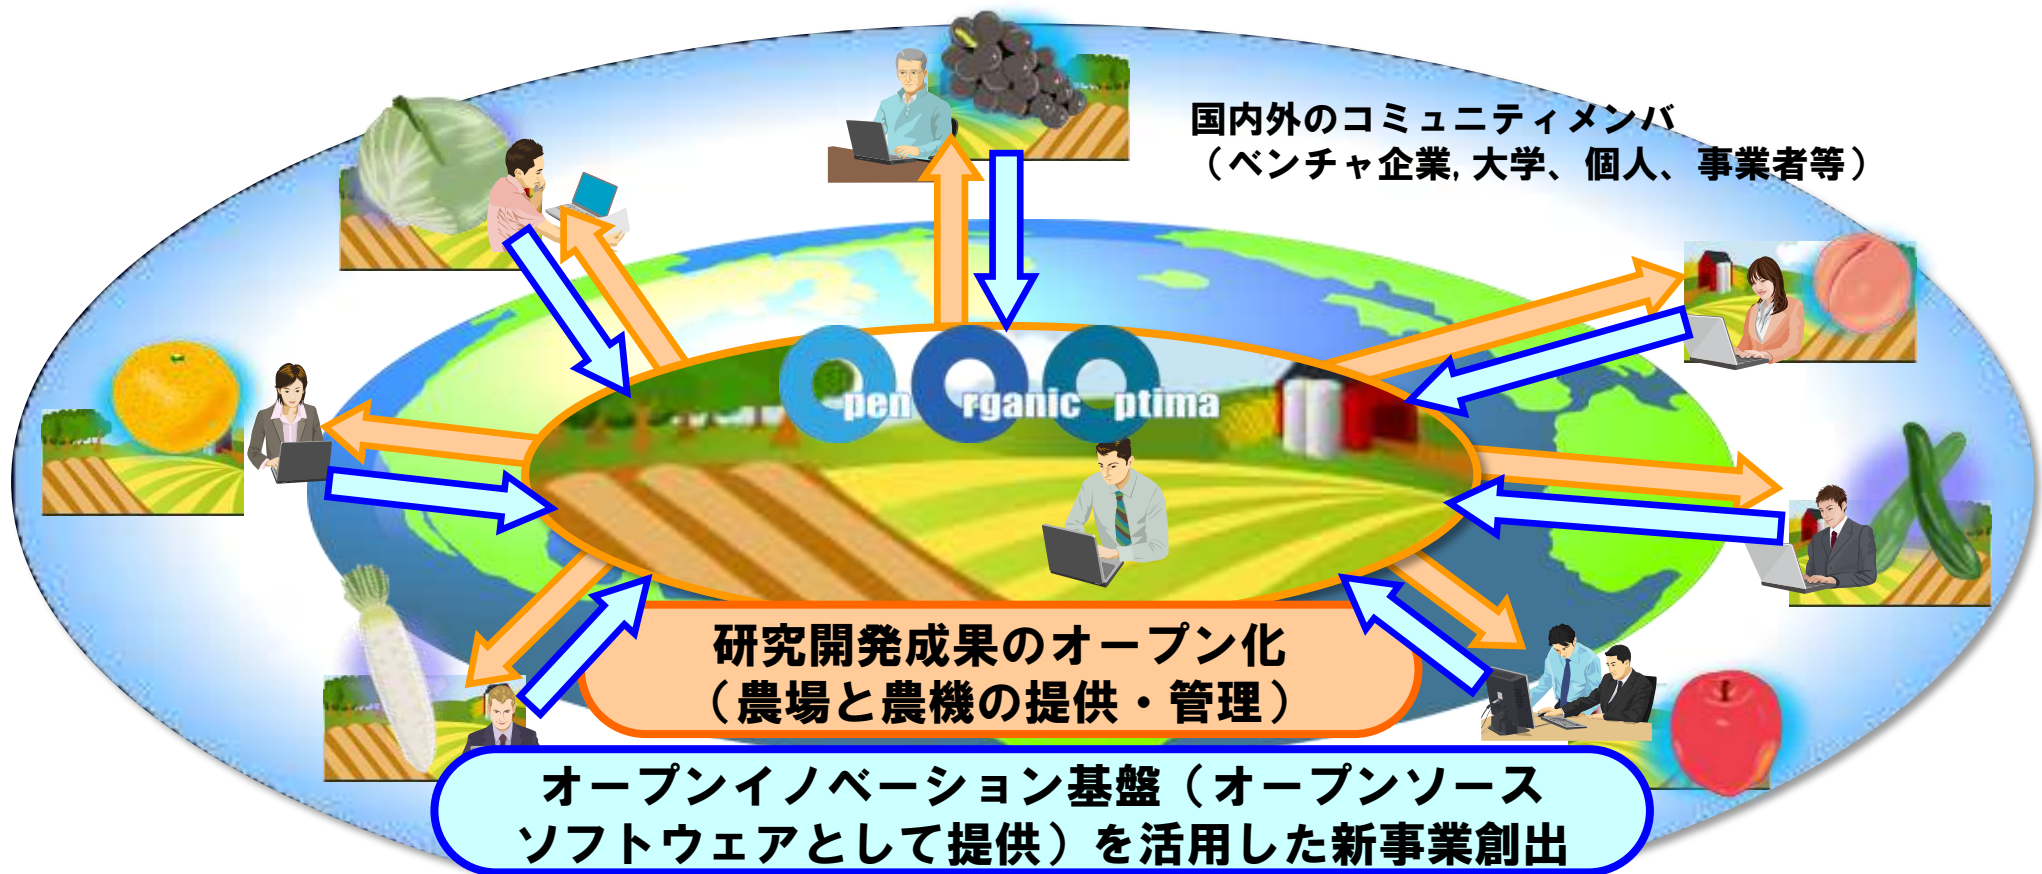 国内外のコミュニティメンバ
（ベンチャ企業,大学、個人、事業者等）
Open Organic Optima
研究開発成果のオープン化
（農場と農機の提供・管理）
オープンイノベーション基盤（オープンソース
ソフトウェアとして提供）を活用した新事業創出